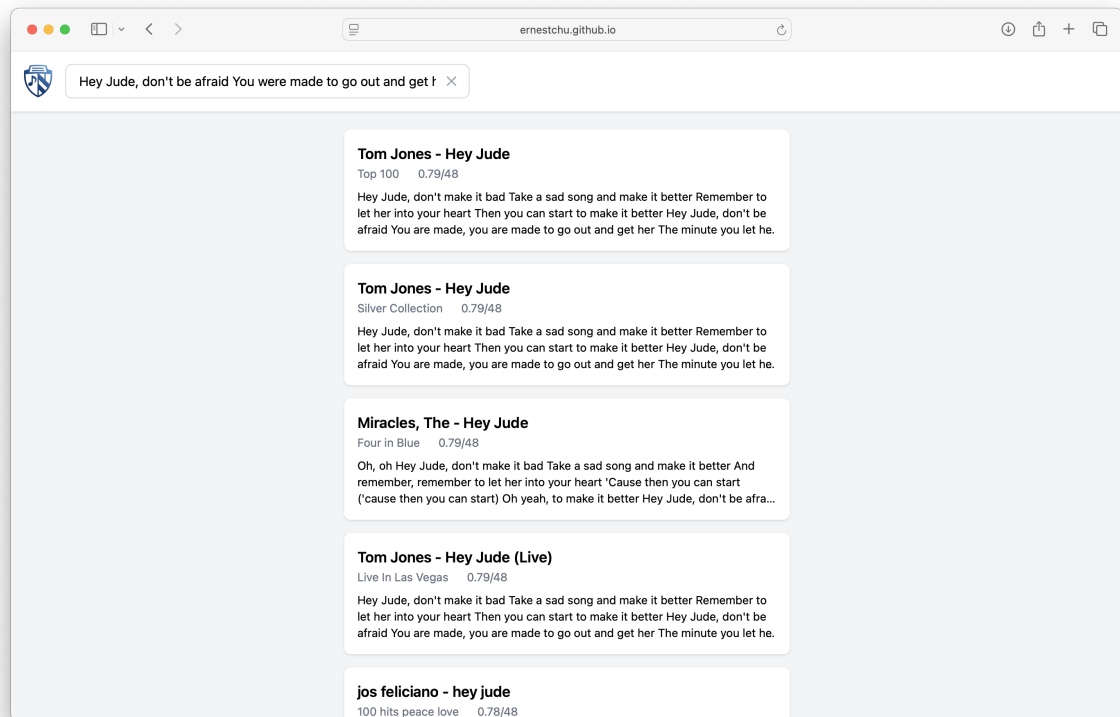 ernestchu.github.io
Hey Jude, don't be afraid You were made to go out and get h
Tom Jones - Hey Jude
Top 100 0.79/48
Hey Jude, don't make it bad Take a sad song and make it better Remember to
let her into your heart Then you can start to make it better Hey Jude, don't be
afraid You are made, you are made to go out and get her The minute you let he.
Tom Jones - Hey Jude
Silver Collection 0.79/48
Hey Jude, don't make it bad Take a sad song and make it better Remember to
let her into your heart Then you can start to make it better Hey Jude, don't be
afraid You are made, you are made to go out and get her The minute you let he.
Miracles, The - Hey Jude
Four in Blue 0.79/48
Oh, oh Hey Jude, don't make it bad Take a sad song and make it better And
remember, remember to let her into your heart 'Cause then you can start
('cause then you can start) Oh yeah, to make it better Hey Jude, don't be afra...
Tom Jones - Hey Jude (Live)
Live In Las Vegas 0.79/48
Hey Jude, don't make it bad Take a sad song and make it better Remember to
let her into your heart Then you can start to make it better Hey Jude, don't be
afraid You are made, you are made to go out and get her The minute you let he.
jos feliciano - hey jude
100 hits peace love 0.78/48